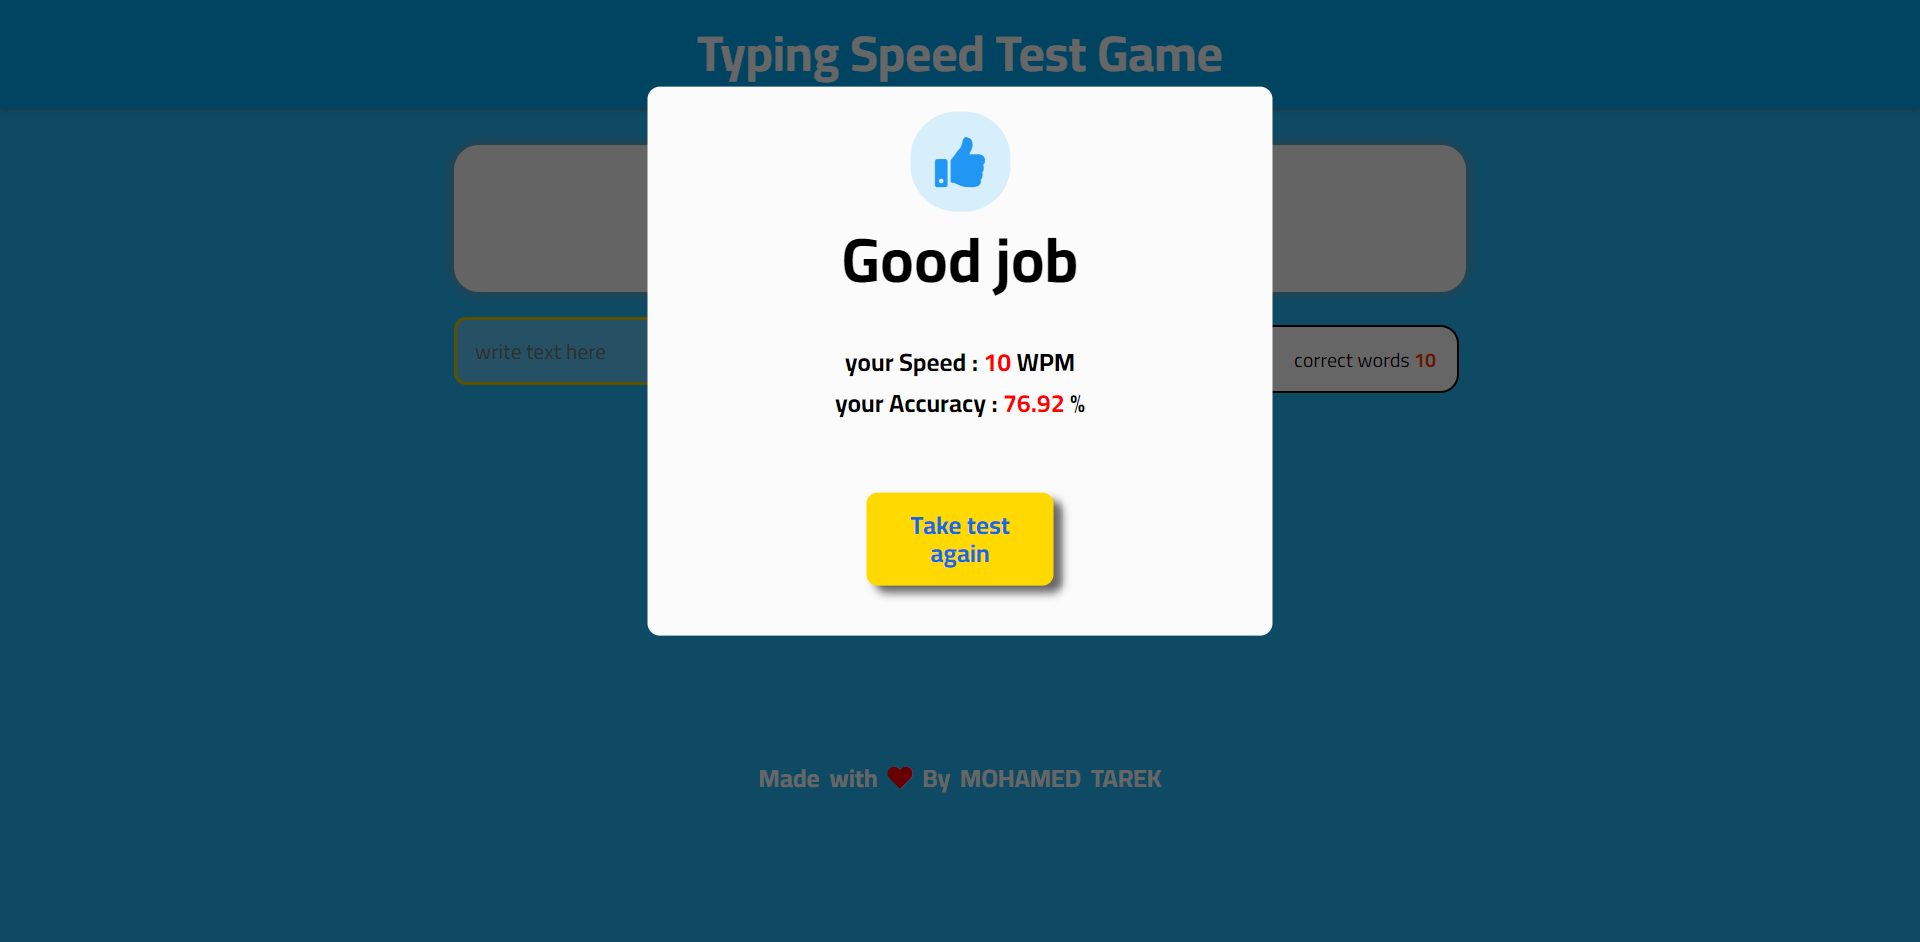 Typing Speed Test Game
Good job
write text here
your Speed : 10 WPM
correct words 10
your Accuracy : 76.92 %
Take test
again
Made with ❤ By MOHAMED TAREK